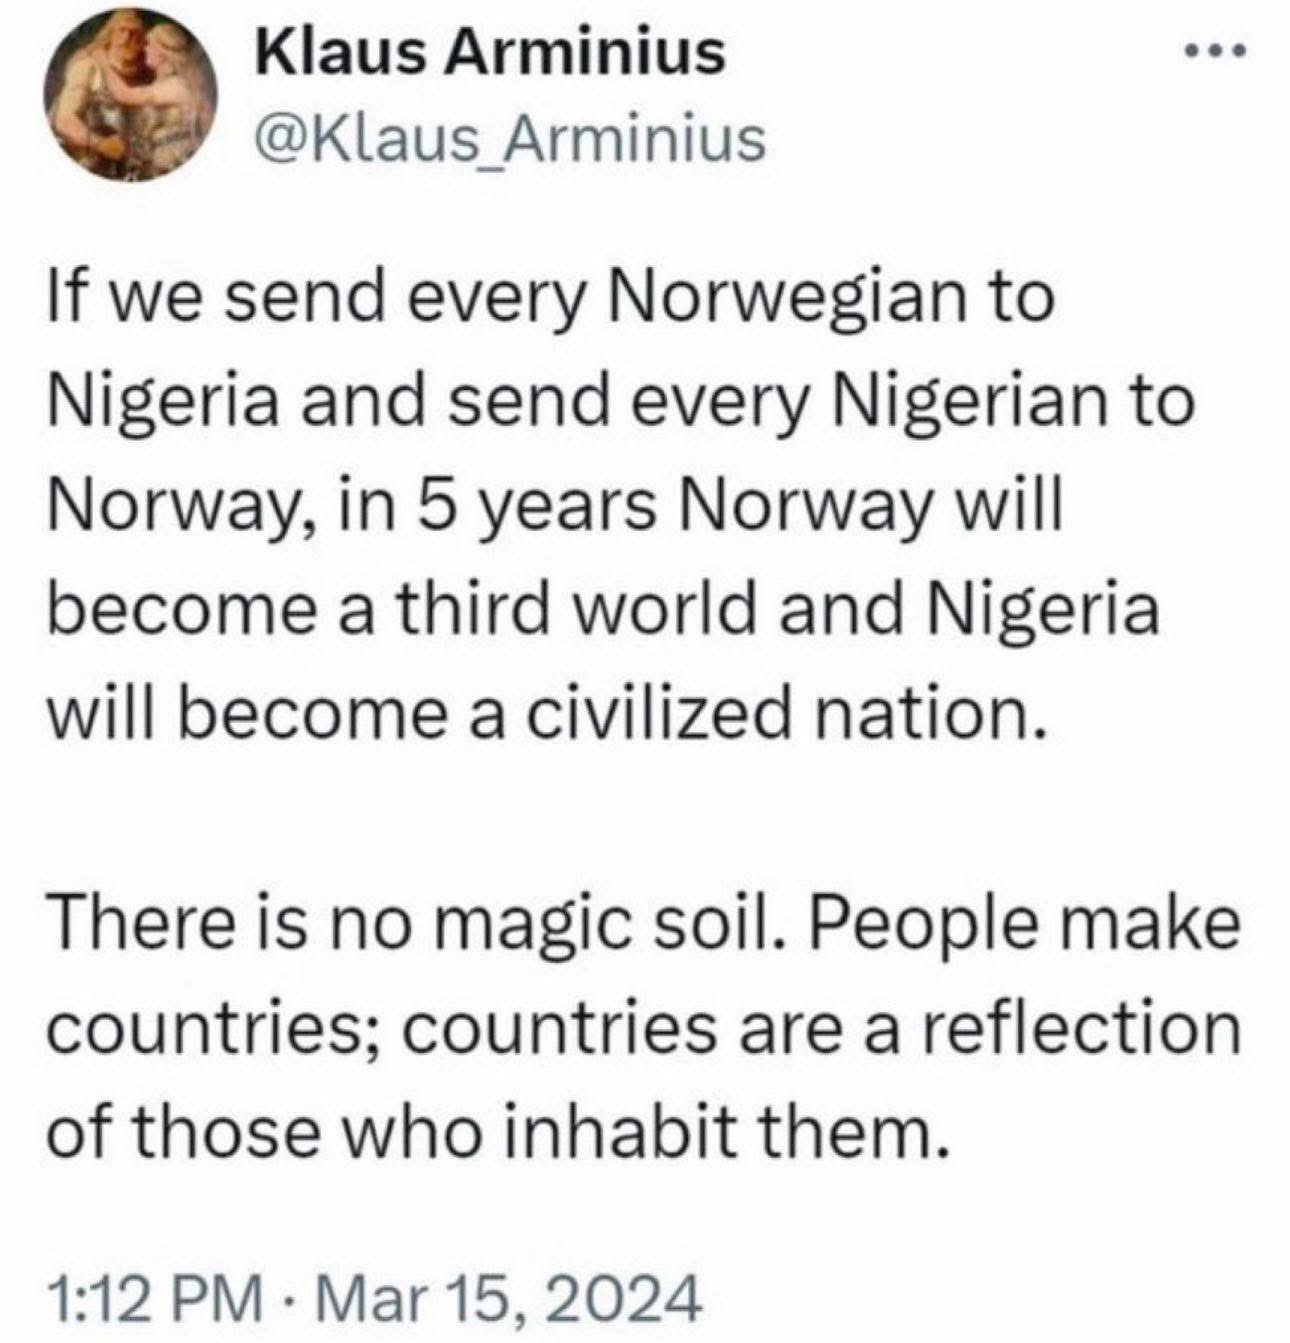 Klaus Arminius
@Klaus_Arminius
If we send every Norwegian to
Nigeria and send every Nigerian to
Norway, in 5 years Norway will
become a third world and Nigeria
will become a civilized nation.
There is no magic soil. People make
countries; countries are a reflection
of those who inhabit them.
1:12 PM · Mar 15, 2024